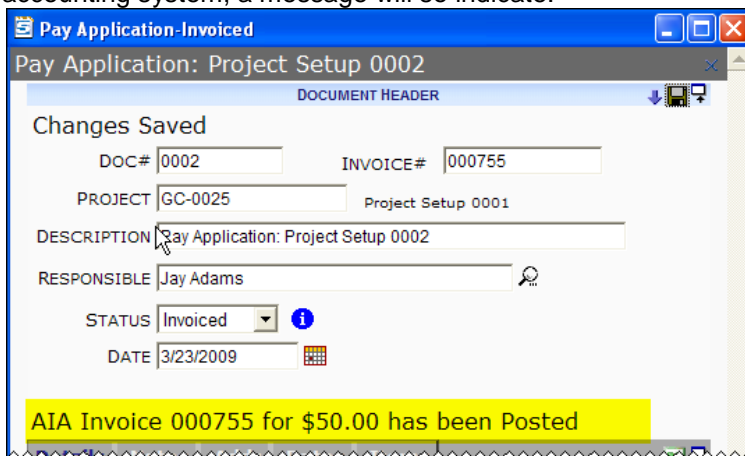 accounting system, a message will so indicate:
Pay Application-Invoiced
Pay Application: Project Setup 0002
DOCUMENT HEADER
Changes Saved
DOC# 0002 INVOICE# 000755
PROJECT GC-0025 Project Setup 0001
DESCRIPTION Pay Application: Project Setup 0002
RESPONSIBLE Jay Adams
STATUS Invoiced
DATE 3/23/2009
AIA Invoice 000755 for $50.00 has been Posted